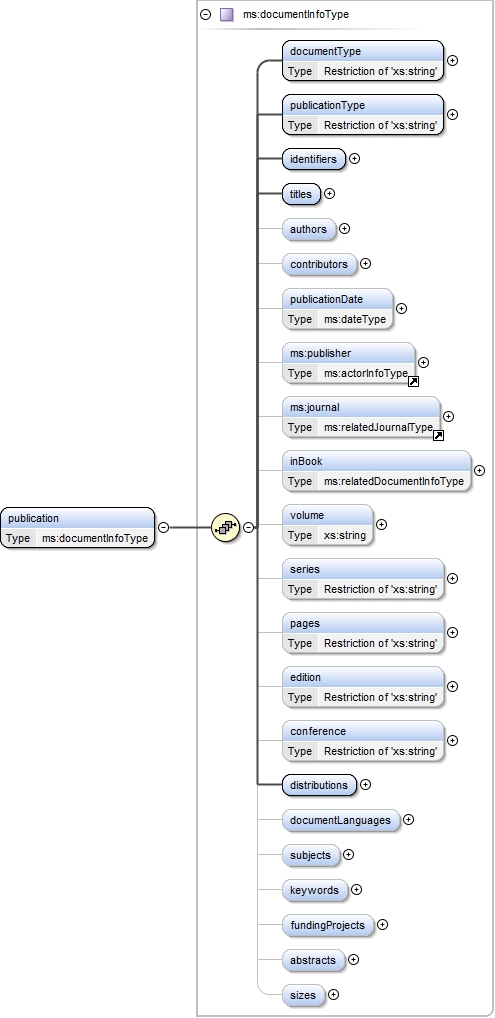 ms:documentInfoType
documentType
Type Restriction of 'xs:string'
publicationType
Type Restriction of 'xs:string'
identifiers
titles
authors
contributors
publicationDate
Type ms:dateType
ms:publisher
Type ms:actorInfoType
ms:journal
Type ms:relatedJournalType
inBook
Type ms:relatedDocumentInfoType
publication
Type ms:documentInfoType
volume
Type xs:string
series
Type Restriction of 'xs:string'
pages
Type Restriction of 'xs:string'
edition
Type Restriction of 'xs:string'
conference
Type Restriction of 'xs:string'
distributions
documentLanguages
subjects
keywords
fundingProjects
abstracts
sizes